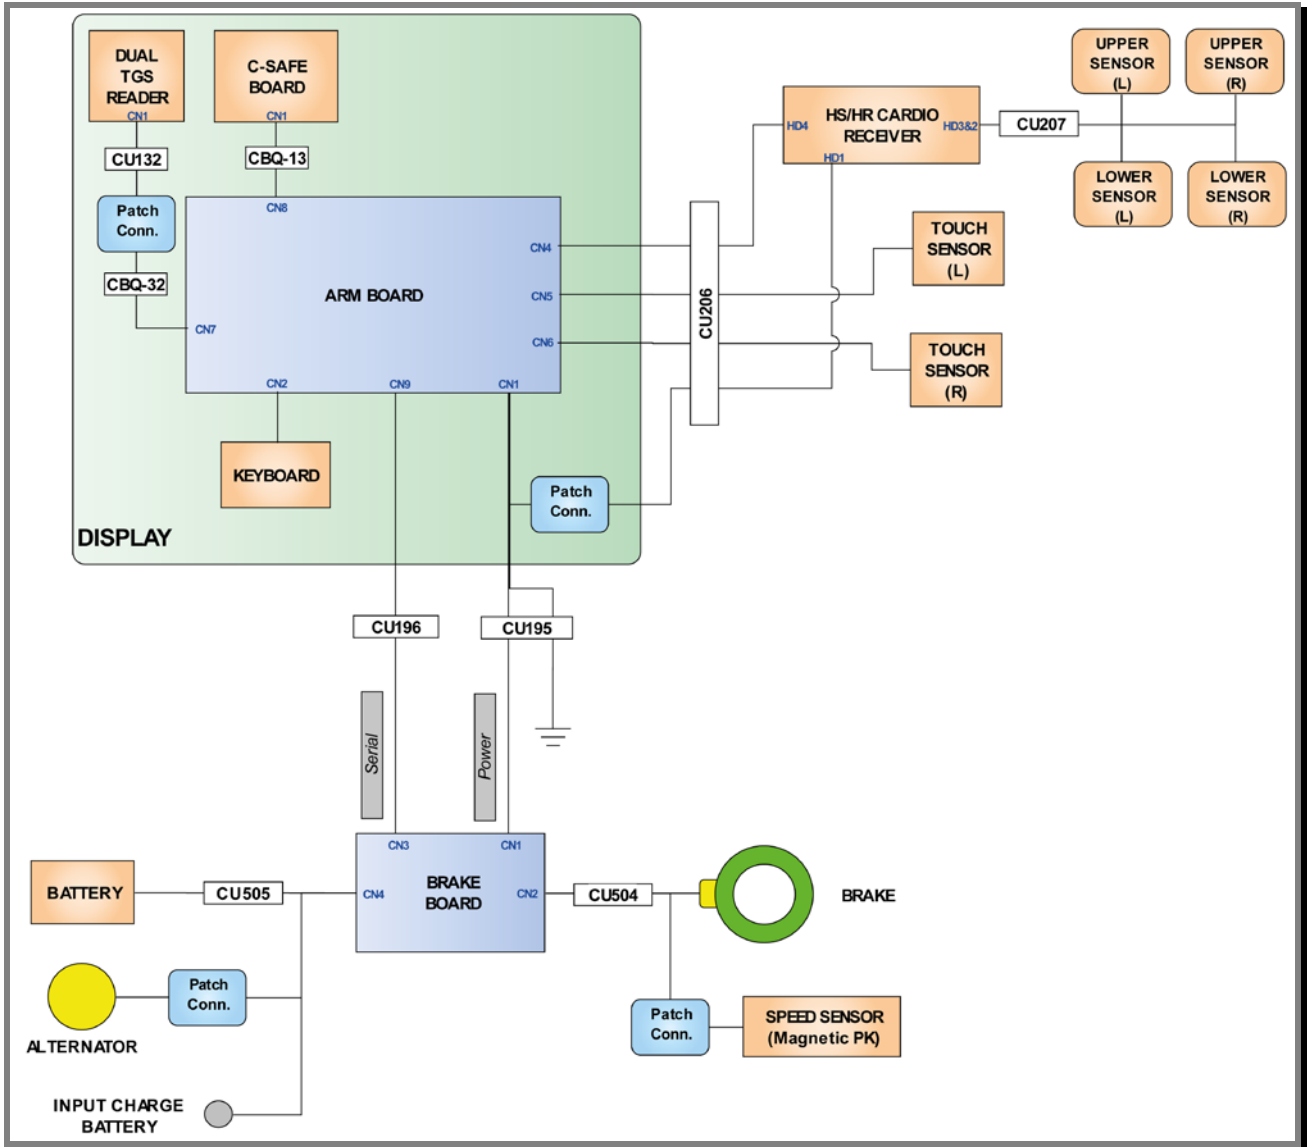 DUAL
TGS
READER
CN1
C-SAFE
BOARD
CN1
CU132
CBQ-13
Patch
Conn.
CBQ-32
CN8
CN4
ARM BOARD
CN5
CN7
CN6
CN2
CN9
CN1
KEYBOARD
Patch
Conn.
DISPLAY
HS/HR CARDIO
RECEIVER
HD4
HD3&2
HD1
CU207
UPPER
SENSOR
(L)
UPPER
SENSOR
(R)
LOWER
SENSOR
(L)
LOWER
SENSOR
(R)
CU206
TOUCH
SENSOR
(L)
TOUCH
SENSOR
(R)
CU196
CU195
Serial
Power
CN3
CN1
BRAKE
BOARD
CN4
CN2
BATTERY
CU505
CU504
BRAKE
Patch
Conn.
ALTERNATOR
Patch
Conn.
SPEED SENSOR
(Magnetic PK)
INPUT CHARGE
BATTERY